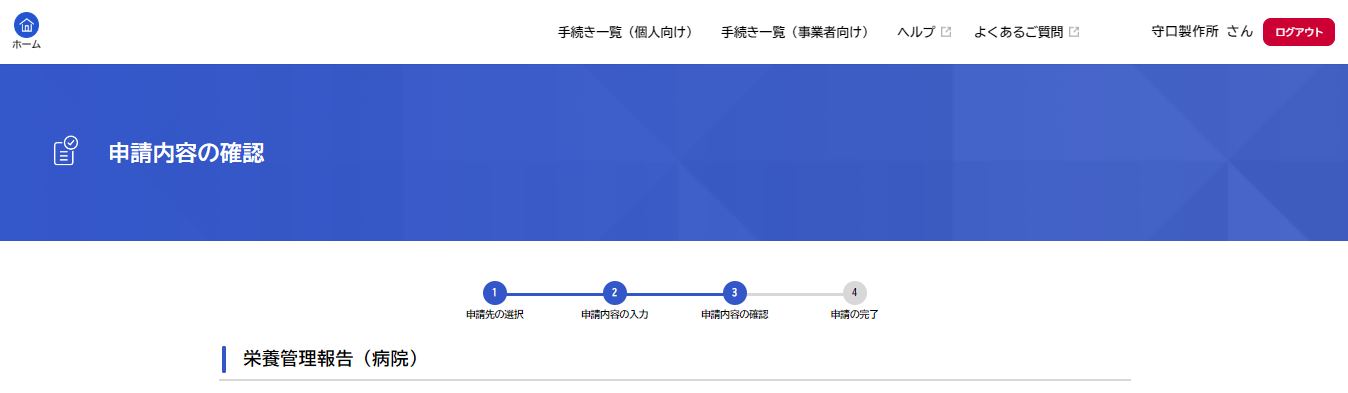 ホーム
手続き一覧（個人向け） 手続き一覧（事業者向け） ヘルプ よくあるご質問 守口製作所 さん ログアウト
申請内容の確認
1 2 3 4
申請先の選択 申請内容の入力 申請内容の確認 申請の完了
栄養管理報告（病院）